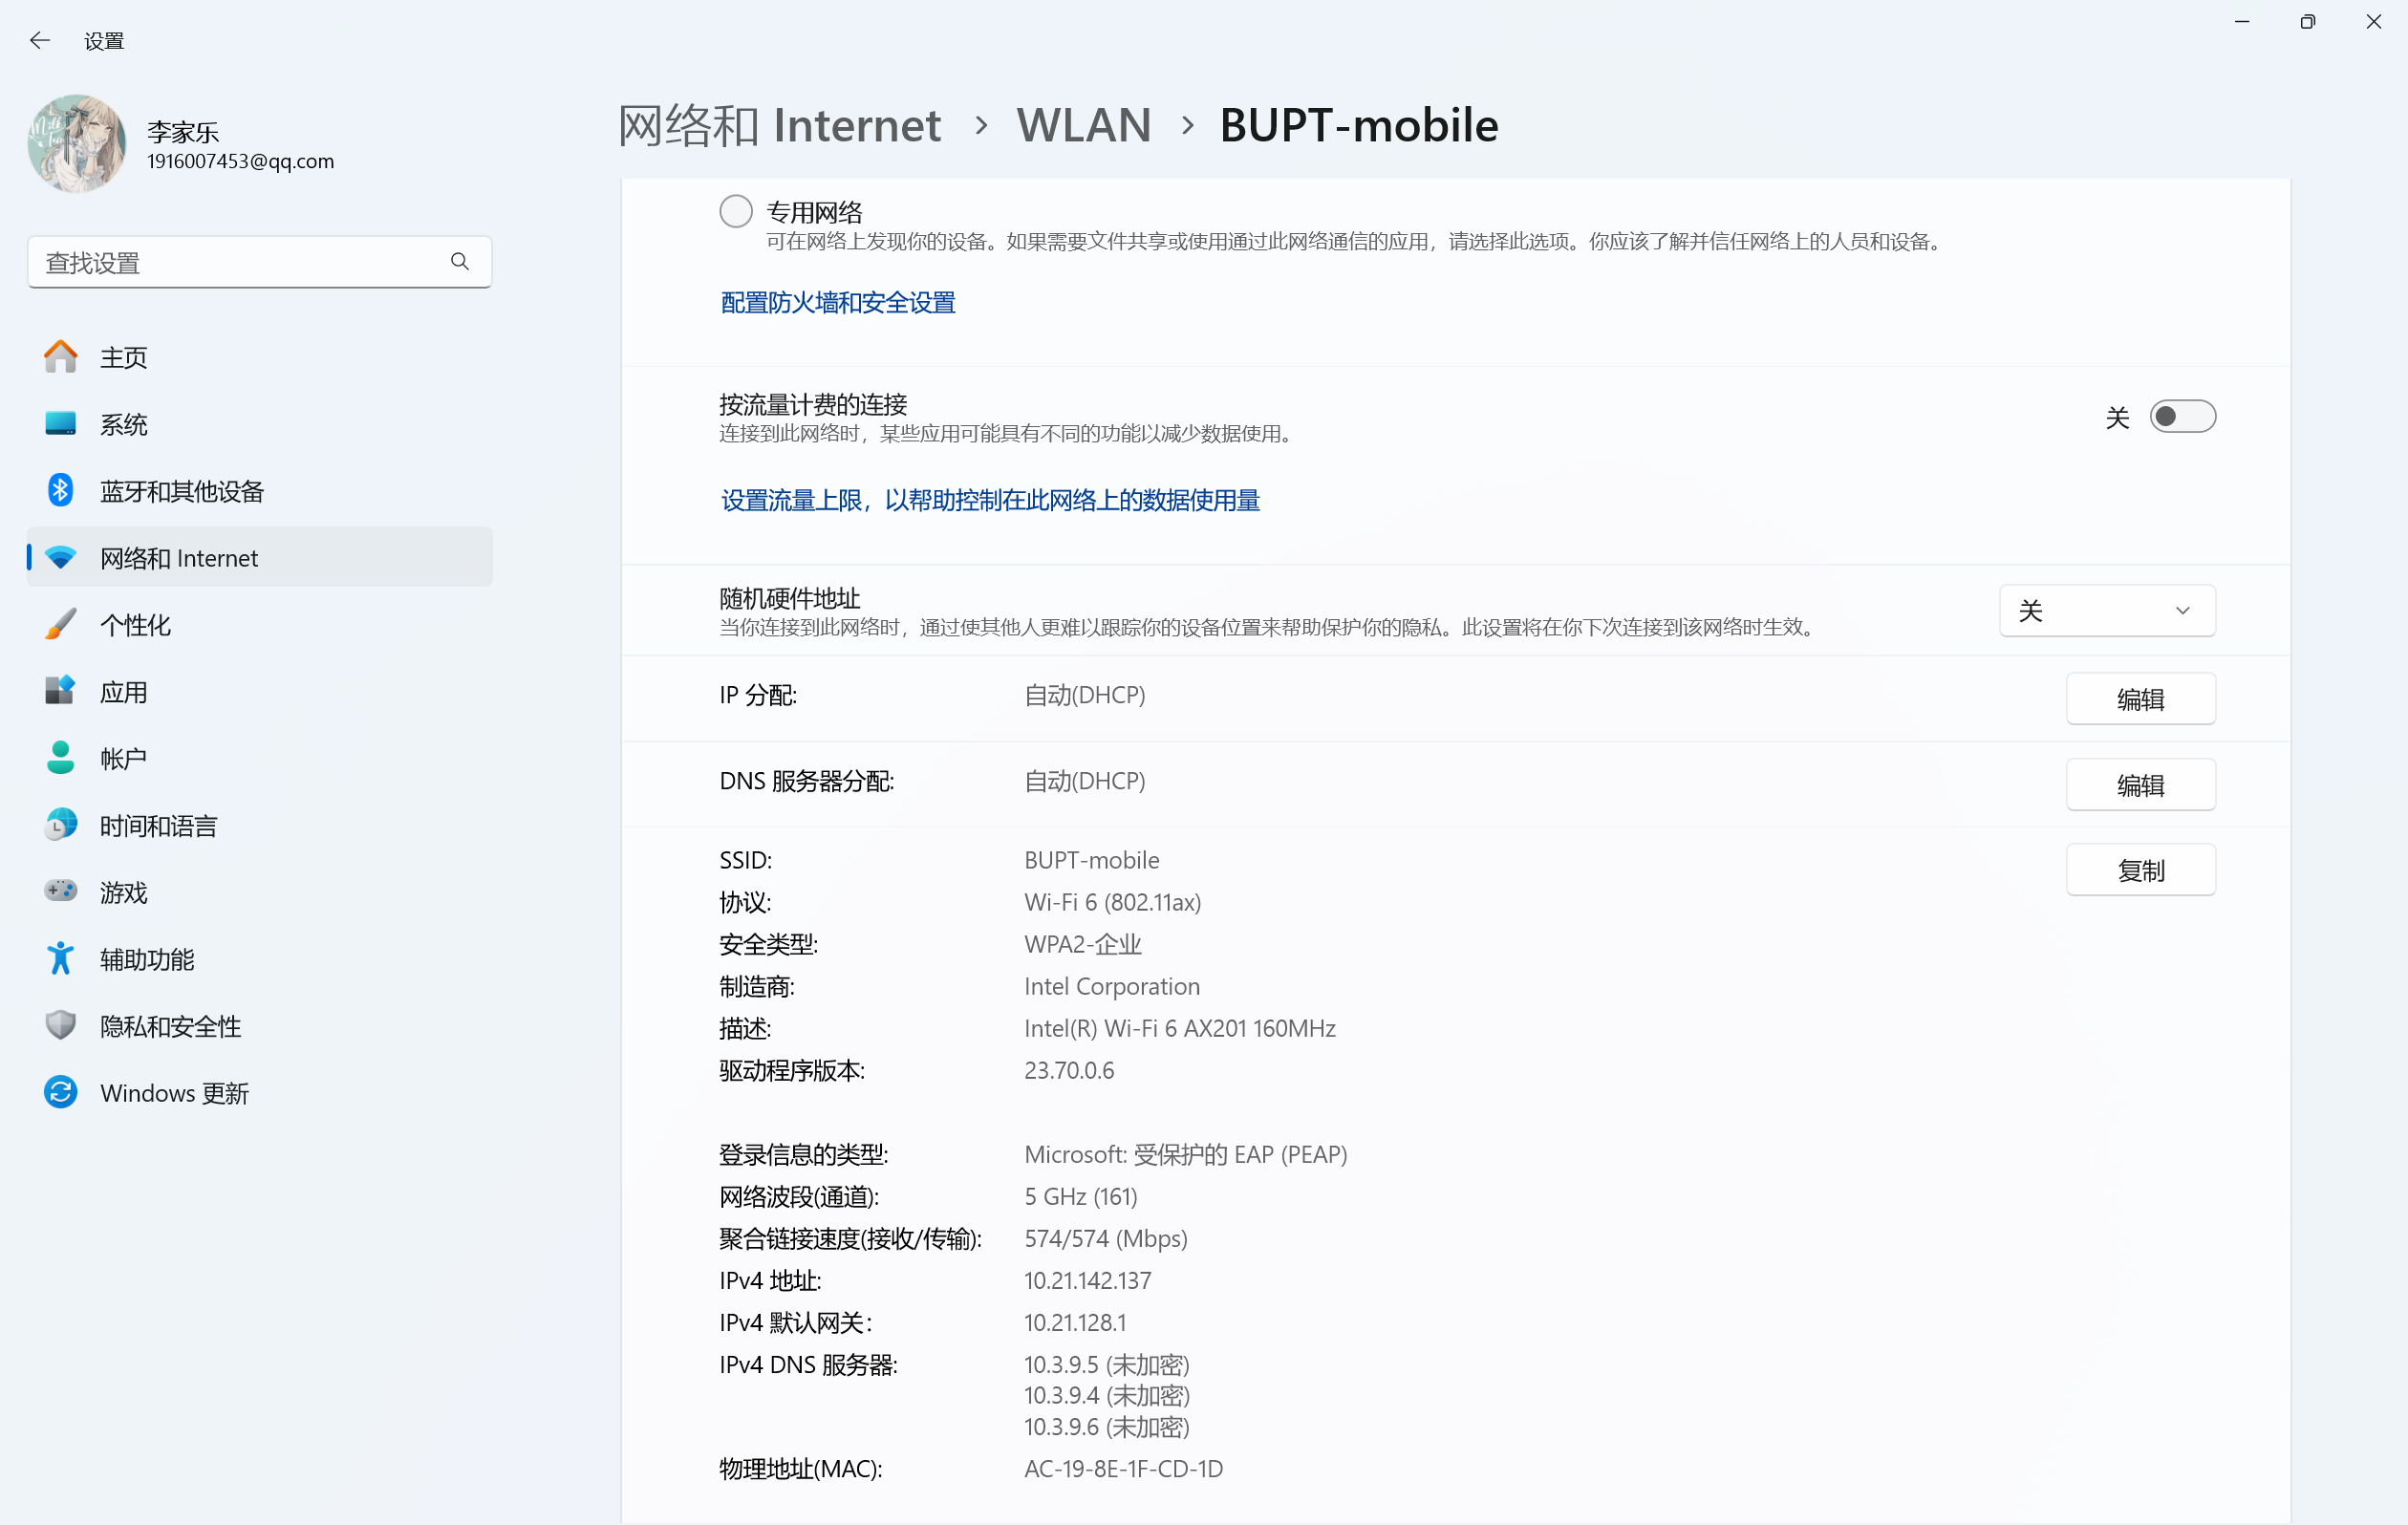 设置
李家乐
1916007453@qq.com
查找设置
主页
系统
蓝牙和其他设备
网络和 Internet
个性化
应用
帐户
时间和语言
游戏
辅助功能
隐私和安全性
Windows 更新
网络和 Internet › WLAN › BUPT-mobile
专用网络
可在网络上发现你的设备。如果需要文件共享或使用通过此网络通信的应用，请选择此选项。你应该了解并信任网络上的人员和设备。
配置防火墙和安全设置
按流量计费的连接
连接到此网络时，某些应用可能具有不同的功能以减少数据使用。
关
设置流量上限，以帮助控制在此网络上的数据使用量
随机硬件地址
当你连接到此网络时，通过使其他人更难以跟踪你的设备位置来帮助保护你的隐私。此设置将在你下次连接到该网络时生效。
关
IP 分配: 自动(DHCP) 编辑
DNS 服务器分配: 自动(DHCP) 编辑
SSID: BUPT-mobile 复制
协议: Wi-Fi 6 (802.11ax)
安全类型: WPA2-企业
制造商: Intel Corporation
描述: Intel(R) Wi-Fi 6 AX201 160MHz
驱动程序版本: 23.70.0.6
登录信息的类型: Microsoft: 受保护的 EAP (PEAP)
网络波段(通道): 5 GHz (161)
聚合链接速度(接收/传输): 574/574 (Mbps)
IPv4 地址: 10.21.142.137
IPv4 默认网关: 10.21.128.1
IPv4 DNS 服务器: 10.3.9.5 (未加密)
10.3.9.4 (未加密)
10.3.9.6 (未加密)
物理地址(MAC): AC-19-8E-1F-CD-1D